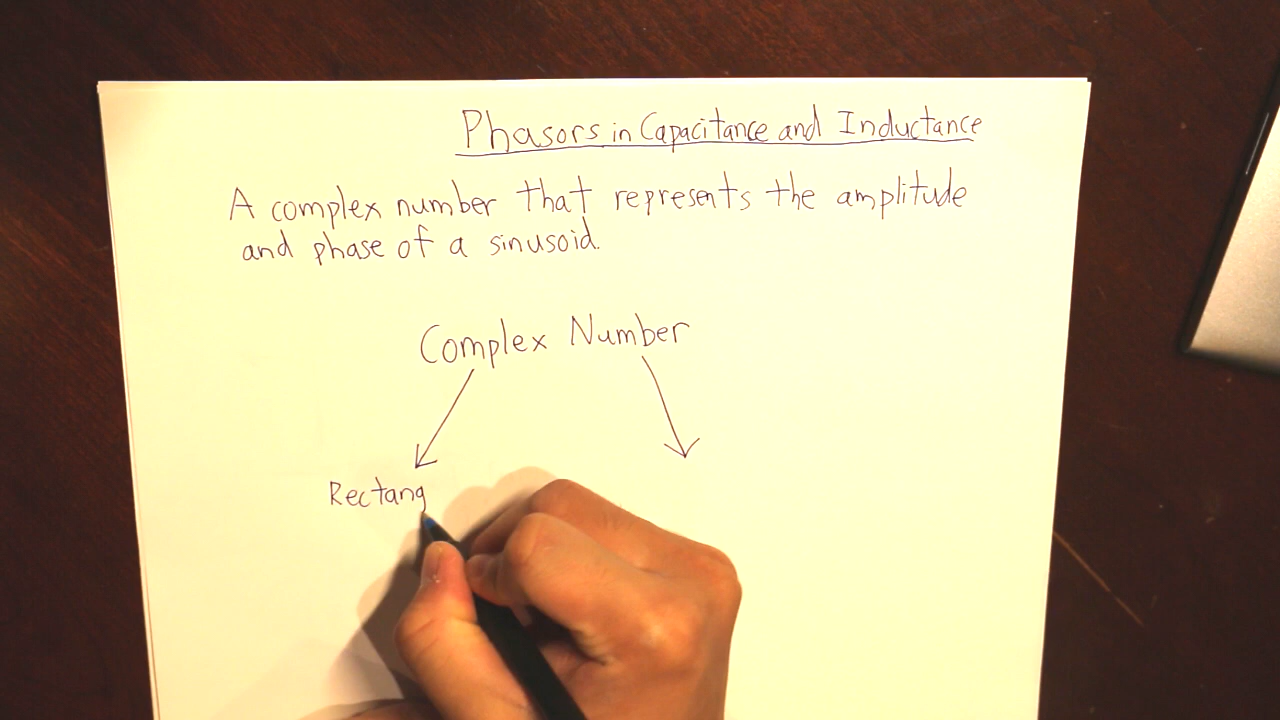 Phasors in Capacitance and Inductance
A complex number that represents the amplitude
and phase of a sinusoid.
Complex Number
Rectang